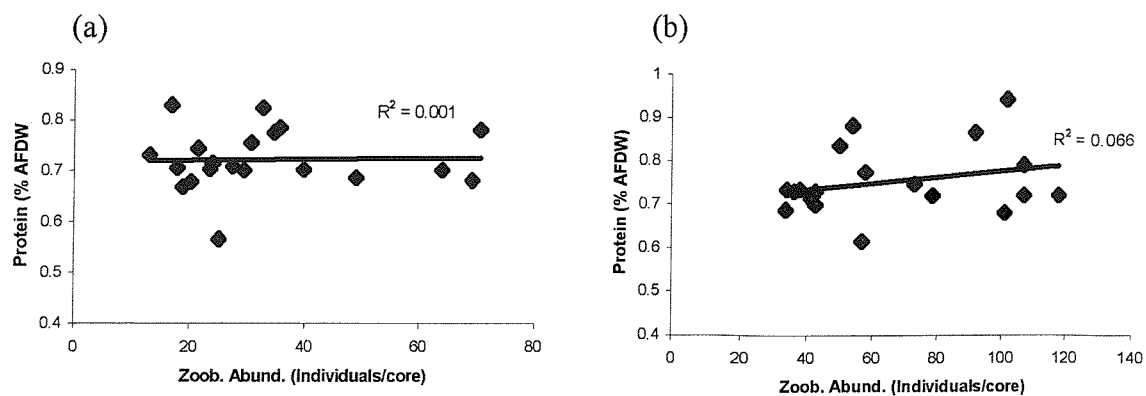 (a)
0.9
0.8
0.7
0.6
0.5
0.4
Protein (% AFDW
R² = 0.001
0 20 40 60 80
Zoob. Abund. (Individuals/core)
(b)
1
0.9
0.8
0.7
0.6
0.5
0.4
Protein (% AFDW)
R² = 0.066
0 20 40 60 80 100 120 140
Zoob. Abund. (Individuals/core)